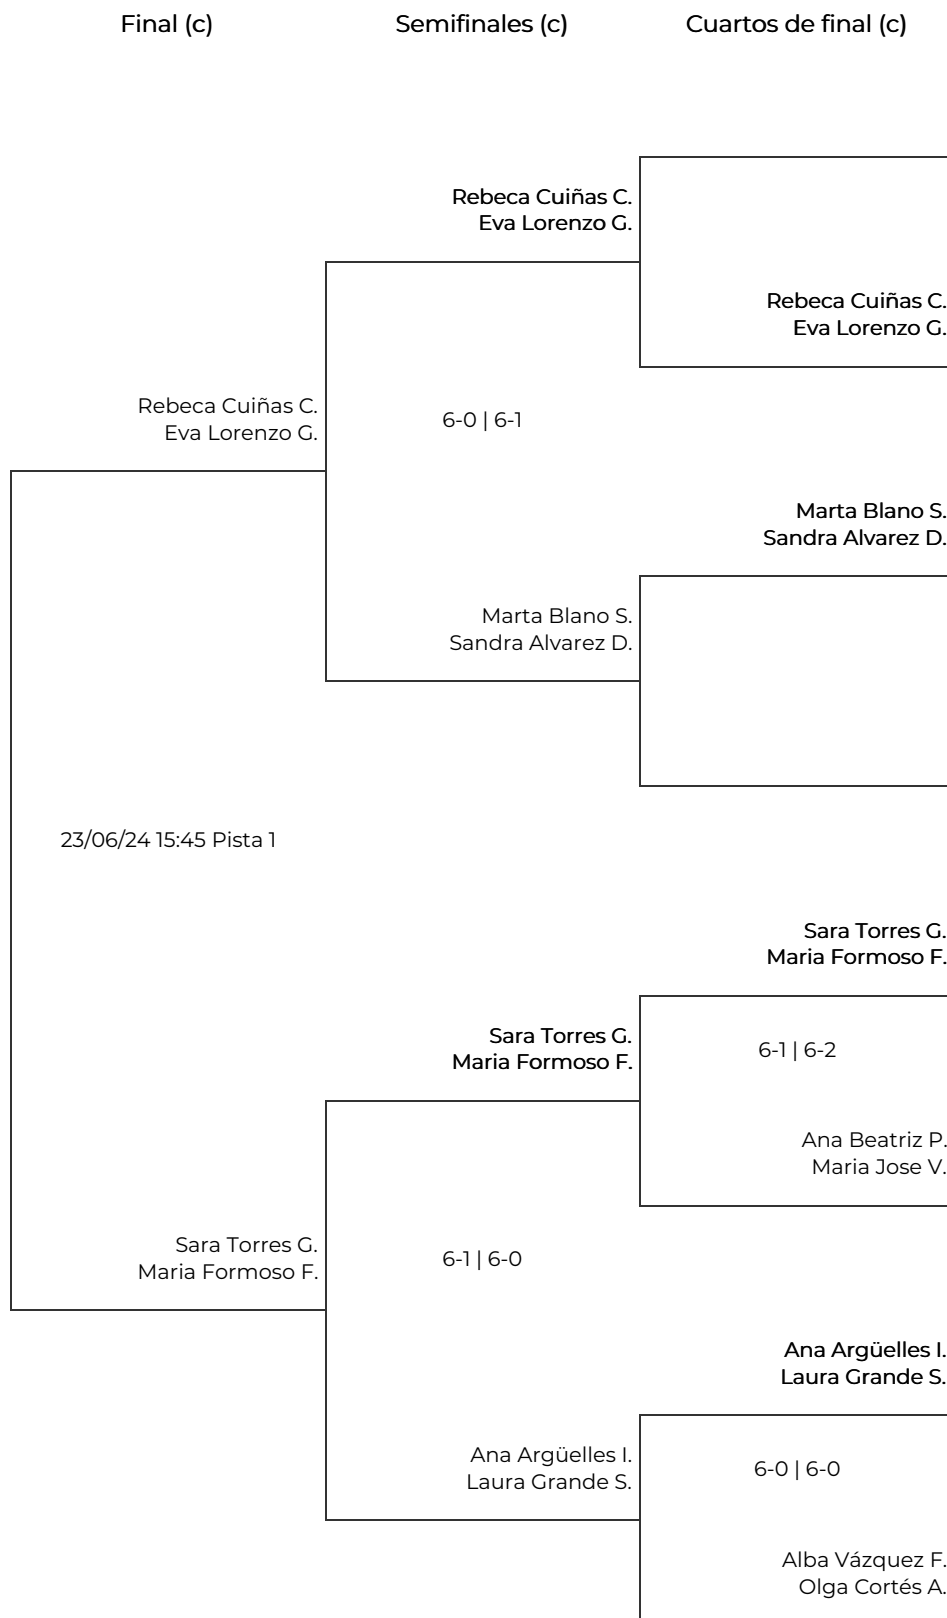 Final (c)
Semifinales (c)
Cuartos de final (c)
Rebeca Cuiñas C.
Eva Lorenzo G.
Rebeca Cuiñas C.
Eva Lorenzo G.
Rebeca Cuiñas C.
Eva Lorenzo G.
6-0 | 6-1
Marta Blano S.
Sandra Alvarez D.
Marta Blano S.
Sandra Alvarez D.
23/06/24 15:45 Pista 1
Sara Torres G.
Maria Formoso F.
Sara Torres G.
Maria Formoso F.
6-1 | 6-2
Ana Beatriz P.
Maria Jose V.
Sara Torres G.
Maria Formoso F.
6-1 | 6-0
Ana Argüelles I.
Laura Grande S.
Ana Argüelles I.
Laura Grande S.
6-0 | 6-0
Alba Vázquez F.
Olga Cortés A.